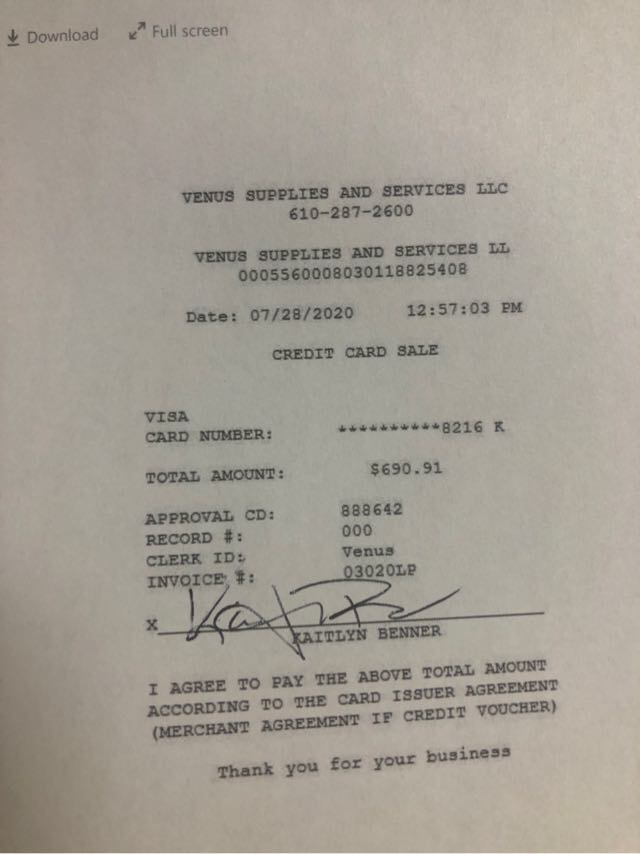 Download Full screen
VENUS SUPPLIES AND SERVICES LLC
610-287-2600
VENUS SUPPLIES AND SERVICES LL
0005560008030118825408
Date: 07/28/2020 12:57:03 PM
CREDIT CARD SALE
VISA
CARD NUMBER: **********8216 K
TOTAL AMOUNT: $690.91
APPROVAL CD: 888642
RECORD #: 000
CLERK ID: Venus
INVOICE #: 03020LP
X
KAITLYN BENNER
I AGREE TO PAY THE ABOVE TOTAL AMOUNT
ACCORDING TO THE CARD ISSUER AGREEMENT
(MERCHANT AGREEMENT IF CREDIT VOUCHER)
Thank you for your business